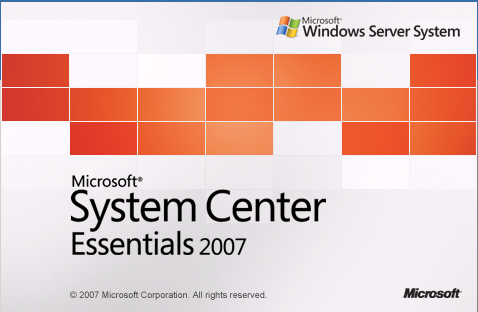 Microsoft®
Windows Server System
Microsoft®
System Center
Essentials 2007
© 2007 Microsoft Corporation. All rights reserved.
Microsoft